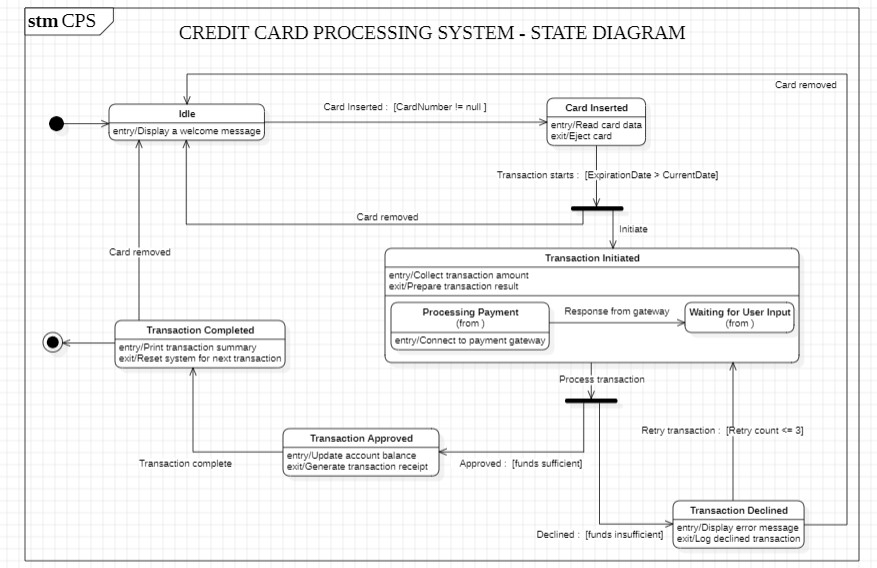 stm CPS
CREDIT CARD PROCESSING SYSTEM - STATE DIAGRAM
Card removed
Idle
entry/Display a welcome message
Card Inserted : [CardNumber != null ]
Card Inserted
entry/Read card data
exit/Eject card
Transaction starts : [ExpirationDate > CurrentDate]
Card removed
Initiate
Card removed
Transaction Initiated
entry/Collect transaction amount
exit/Prepare transaction result
Processing Payment
(from )
entry/Connect to payment gateway
Response from gateway
Waiting for User Input
(from )
Transaction Completed
entry/Print transaction summary
exit/Reset system for next transaction
Process transaction
Retry transaction : [Retry count <= 3]
Transaction Approved
entry/Update account balance
exit/Generate transaction receipt
Transaction complete
Approved : [funds sufficient]
Declined : [funds insufficient]
Transaction Declined
entry/Display error message
exit/Log declined transaction